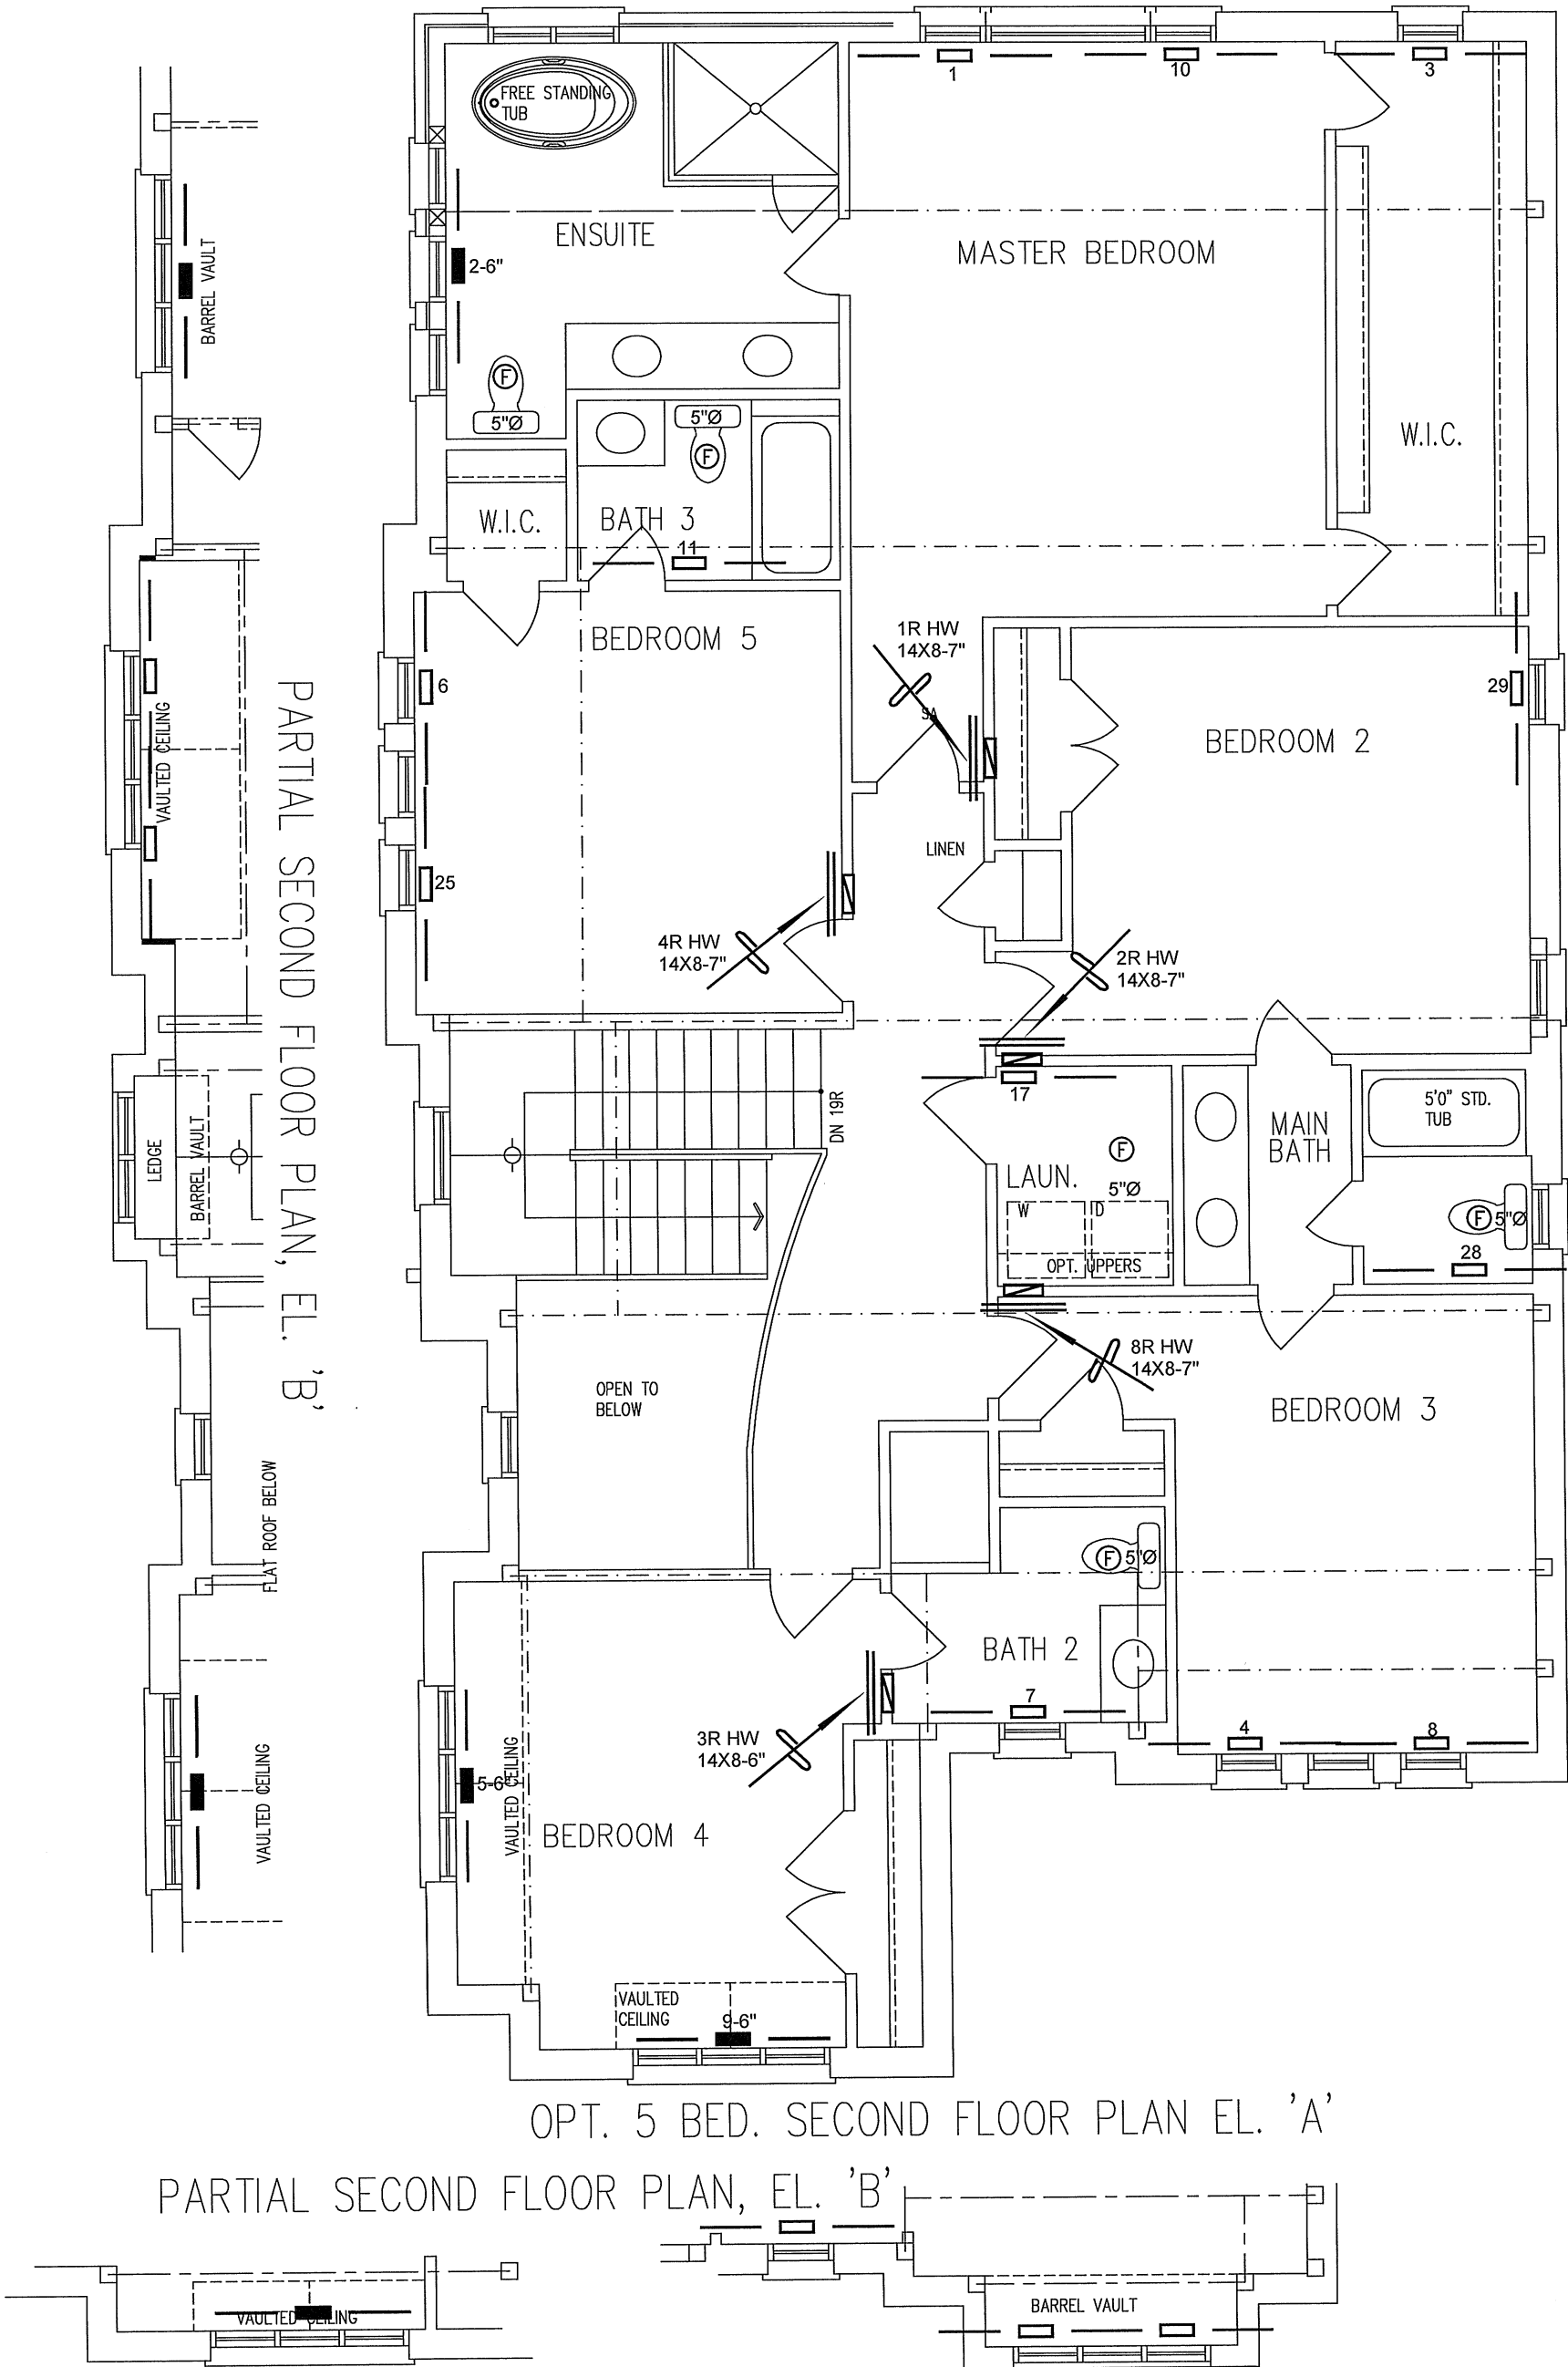 1
10
3
FREE STANDING
TUB
ENSUITE
MASTER BEDROOM
2-6"
BARREL VAULT
F
5"Ø
5"Ø
F
W.I.C.
W.I.C.
BATH 3
11
BEDROOM 5
1R HW
14X8-7"
6
29
BEDROOM 2
VAULTED CEILING
PARTIAL SECOND FLOOR PLAN, EL. 'B'
LINEN
25
4R HW
14X8-7"
2R HW
14X8-7"
17
DN 19R
5'0" STD.
TUB
MAIN
BATH
LEDGE
BARREL VAULT
F
LAUN.
5"Ø
W
D
F
5"Ø
28
OPT. UPPERS
8R HW
14X8-7"
OPEN TO
BELOW
BEDROOM 3
FLAT ROOF BELOW
F
5"Ø
BATH 2
7
4
8
3R HW
14X8-6"
5-6"
VAULTED CEILING
VAULTED CEILING
BEDROOM 4
VAULTED
CEILING
9-6"
OPT. 5 BED. SECOND FLOOR PLAN EL. 'A'
PARTIAL SECOND FLOOR PLAN, EL. 'B'
VAULTED CEILING
BARREL VAULT